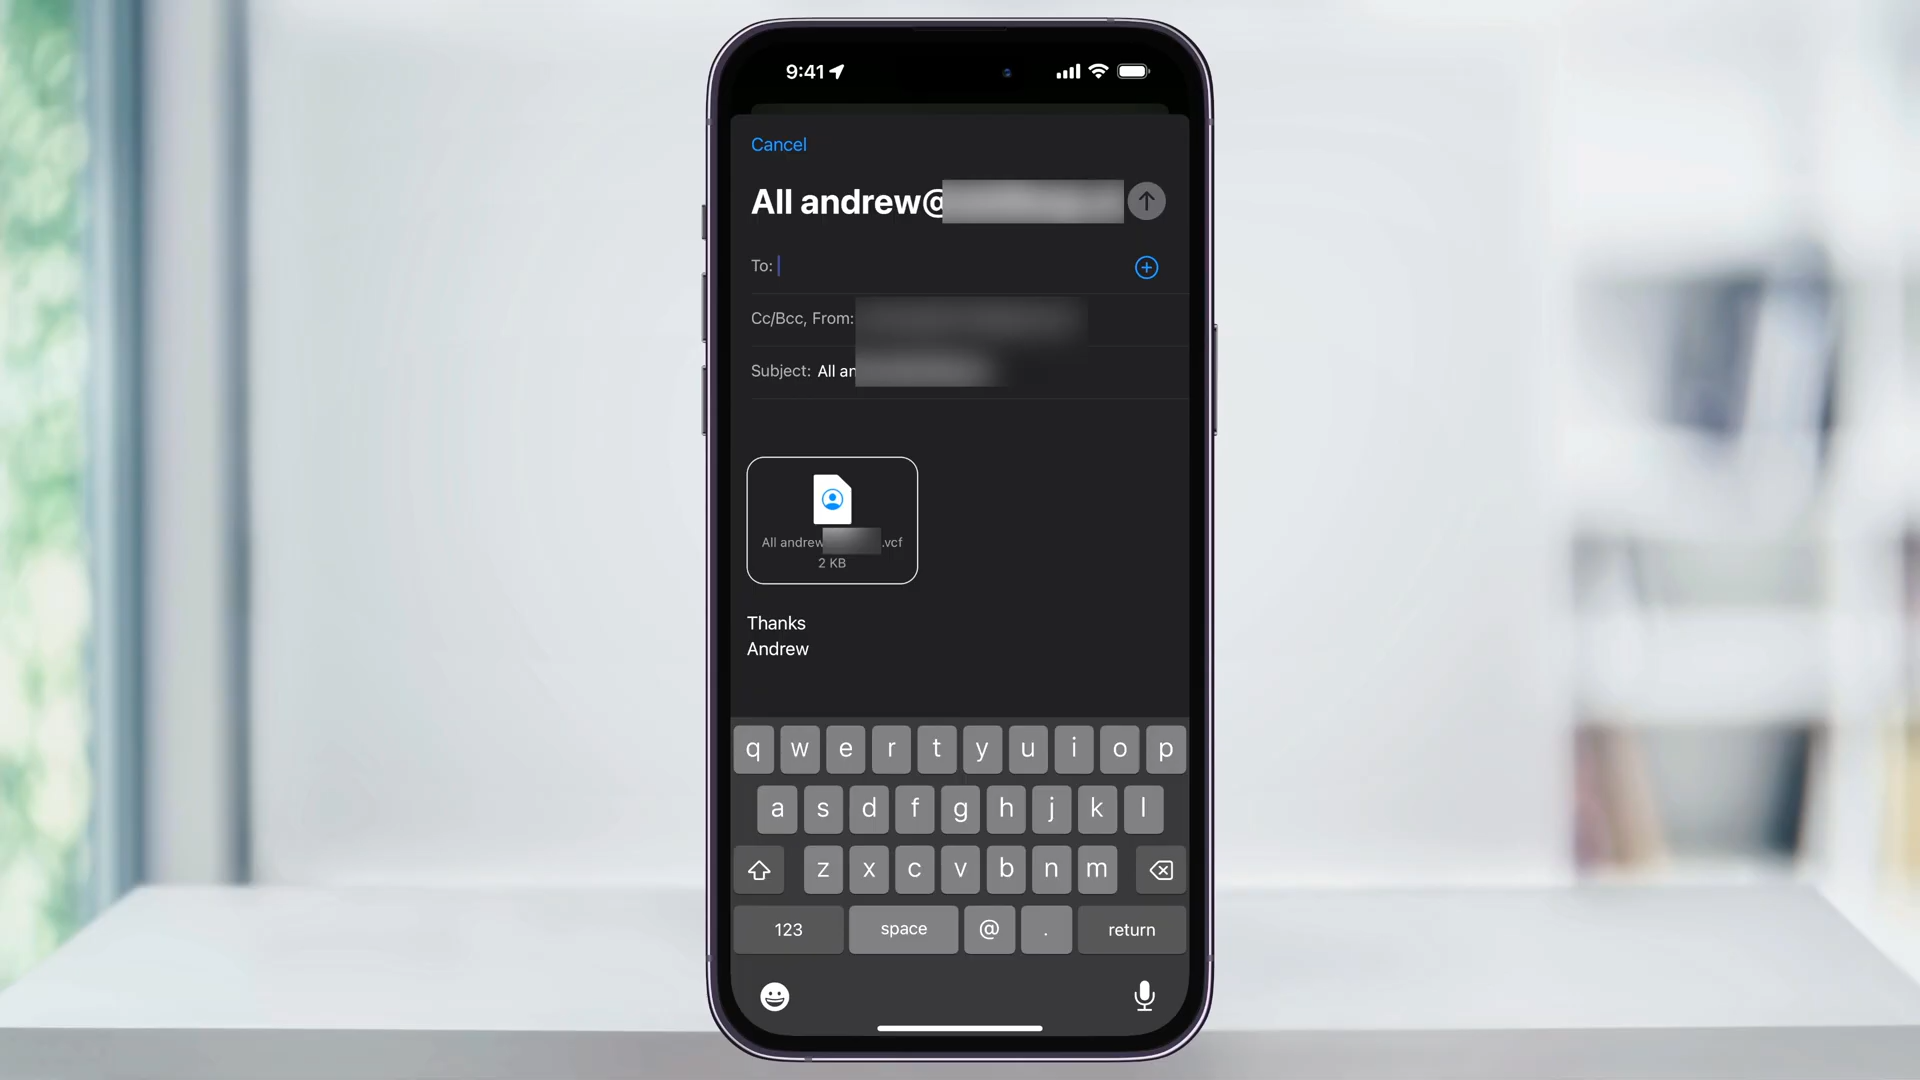 9:41
Cancel
All andrew@
To:
Cc/Bcc, From:
Subject: All an
All andrew .vcf
2 KB
Thanks
Andrew
q w e r t y u i o p
a s d f g h j k l
z x c v b n m
123 space @ . return